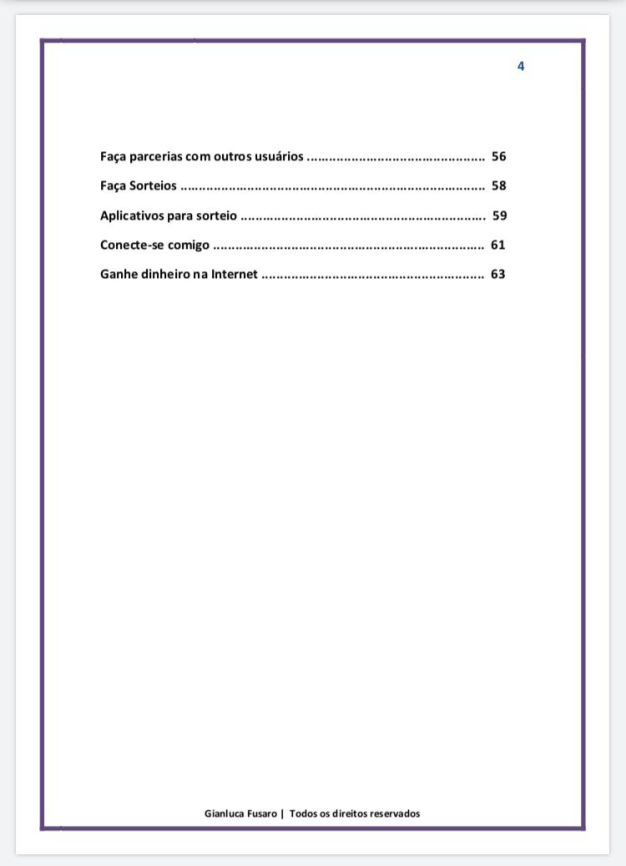 4
Faça parcerias com outros usuários ................................................ 56
Faça Sorteios .................................................................................. 58
Aplicativos para sorteio .................................................................. 59
Conecte-se comigo ......................................................................... 61
Ganhe dinheiro na Internet ............................................................ 63
Gianluca Fusaro | Todos os direitos reservados